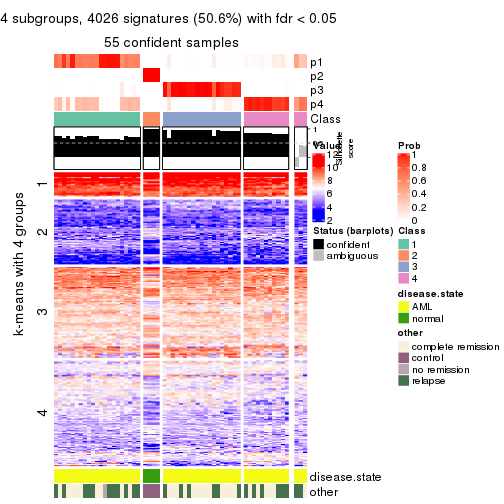 4 subgroups, 4026 signatures (50.6%) with fdr < 0.05
55 confident samples
p1
p2
p3
p4
Class
1
Silhouette
score
Value
12
10
8
6
4
2
Prob
1
0.8
0.6
0.4
0.2
0
k-means with 4 groups
1
2
3
4
Status (barplots)
confident
ambiguous
Class
1
2
3
4
disease.state
AML
normal
other
complete remission
control
no remission
relapse
disease.state
other